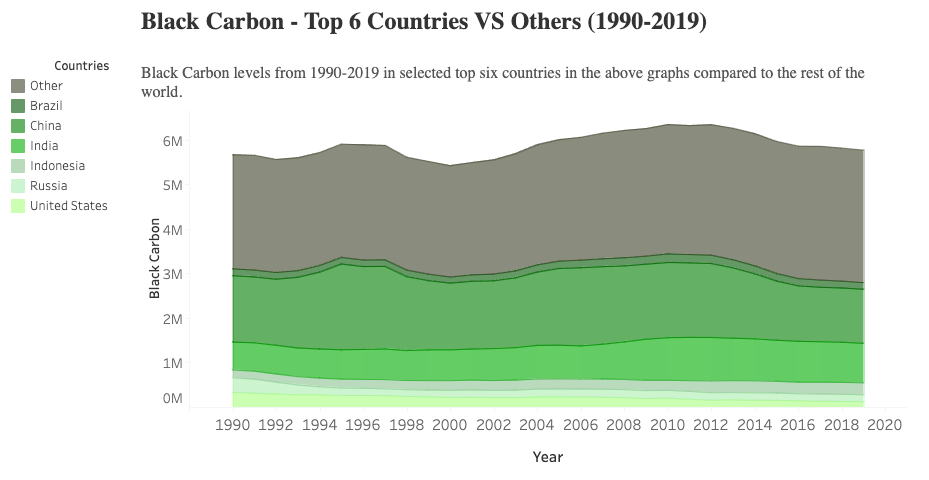 Black Carbon - Top 6 Countries VS Others (1990-2019)
Countries
Other
Brazil
China
India
Indonesia
Russia
United States
Black Carbon levels from 1990-2019 in selected top six countries in the above graphs compared to the rest of the
world.
Black Carbon
6M
5M
4M
3M
2M
1M
0M
1990 1992 1994 1996 1998 2000 2002 2004 2006 2008 2010 2012 2014 2016 2018 2020
Year